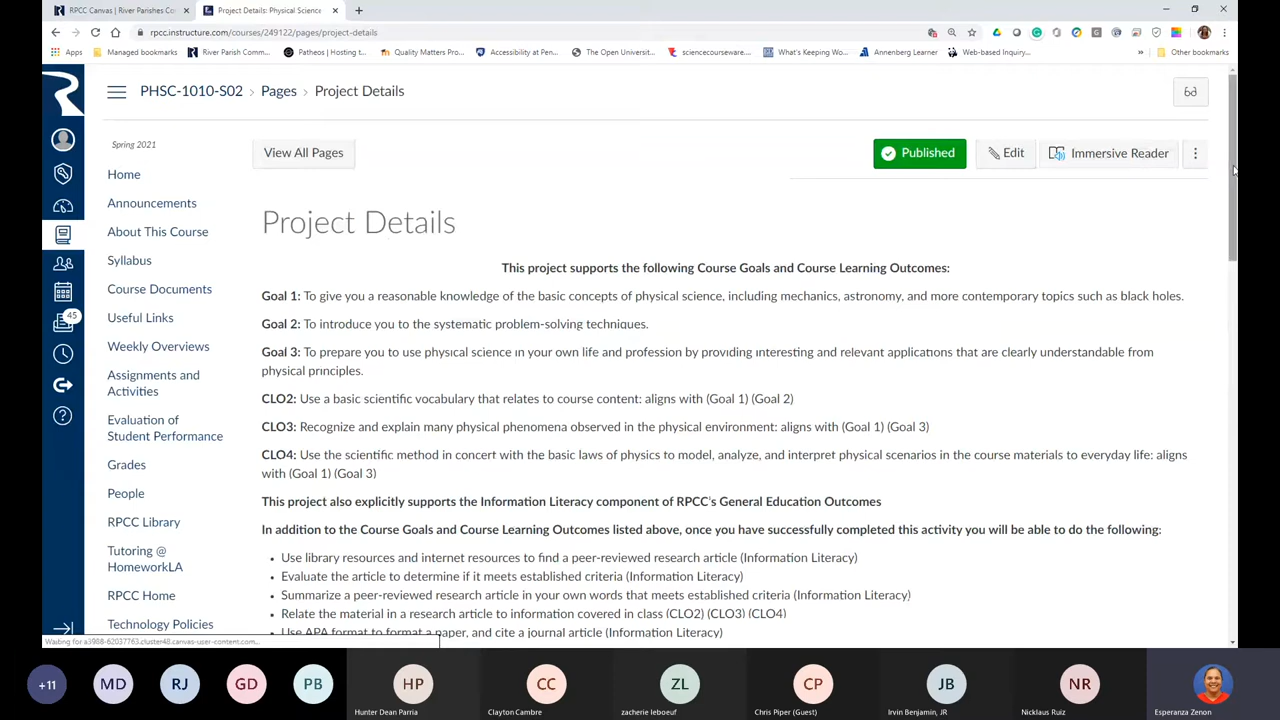 RPCC Canvas | River Parishes Co
Project Details: Physical Science
rpcc.instructure.com/courses/249122/pages/project-details
Apps
Managed bookmarks
River Parish Comm...
Patheos | Hosting t...
Quality Matters Pro...
Accessibility at Pen...
The Open Universit...
sciencecourseware...
What's Keeping Wo...
Annenberg Learner
Web-based Inquiry...
Other bookmarks
PHSC-1010-S02 > Pages > Project Details
Spring 2021
Home
Announcements
About This Course
Syllabus
Course Documents
Useful Links
Weekly Overviews
Assignments and
Activities
Evaluation of
Student Performance
Grades
People
RPCC Library
Tutoring @
HomeworkLA
RPCC Home
Technology Policies
45
View All Pages
Published
Edit
Immersive Reader
Project Details
This project supports the following Course Goals and Course Learning Outcomes:
Goal 1: To give you a reasonable knowledge of the basic concepts of physical science, including mechanics, astronomy, and more contemporary topics such as black holes.
Goal 2: To introduce you to the systematic problem-solving techniques.
Goal 3: To prepare you to use physical science in your own life and profession by providing interesting and relevant applications that are clearly understandable from
physical principles.
CLO2: Use a basic scientific vocabulary that relates to course content: aligns with (Goal 1) (Goal 2)
CLO3: Recognize and explain many physical phenomena observed in the physical environment: aligns with (Goal 1) (Goal 3)
CLO4: Use the scientific method in concert with the basic laws of physics to model, analyze, and interpret physical scenarios in the course materials to everyday life: aligns
with (Goal 1) (Goal 3)
This project also explicitly supports the Information Literacy component of RPCC's General Education Outcomes
In addition to the Course Goals and Course Learning Outcomes listed above, once you have successfully completed this activity you will be able to do the following:
• Use library resources and internet resources to find a peer-reviewed research article (Information Literacy)
• Evaluate the article to determine if it meets established criteria (Information Literacy)
• Summarize a peer-reviewed research article in your own words that meets established criteria (Information Literacy)
• Relate the material in a research article to information covered in class (CLO2) (CLO3) (CLO4)
• Use APA format to format a paper, and cite a journal article (Information Literacy)
Waiting for a3988-62037763.cluster48.canvas-user-content.com...
+11
MD
RJ
GD
PB
HP
CC
ZL
CP
JB
NR
Hunter Dean Parria
Clayton Cambre
zacherie leboeuf
Chris Piper (Guest)
Irvin Benjamin, JR
Nicklaus Ruiz
Esperanza Zenon